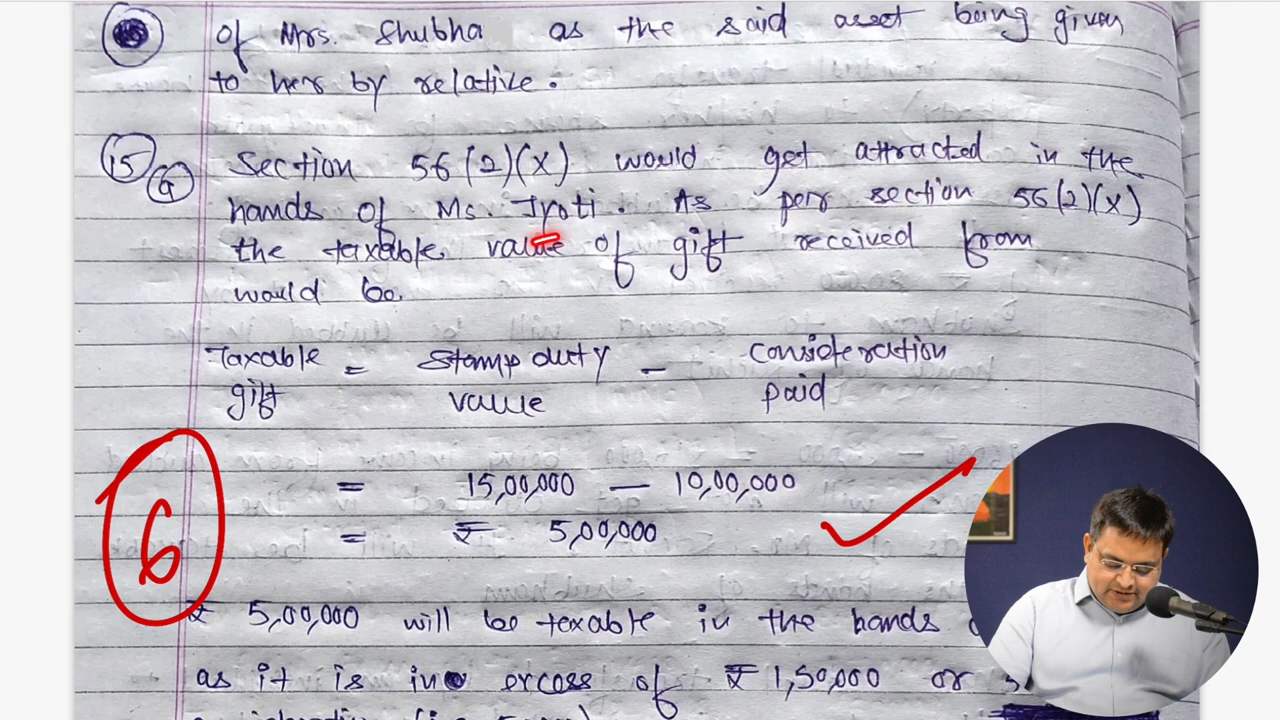 Of Mrs. Shubha as the said asset being given
to her by relative.
15 a Section 56(2)(x) would get attracted in the
hands of Ms. Jyoti. As per section 56(2)(x)
the taxable value of gift received from
would be
Taxable gift = Stamp duty value - Consideration paid
= 15,00,000 - 10,00,000
= ₹ 5,00,000
6
₹ 5,00,000 will be taxable in the hands
as it is in excess of ₹ 1,50,000 or